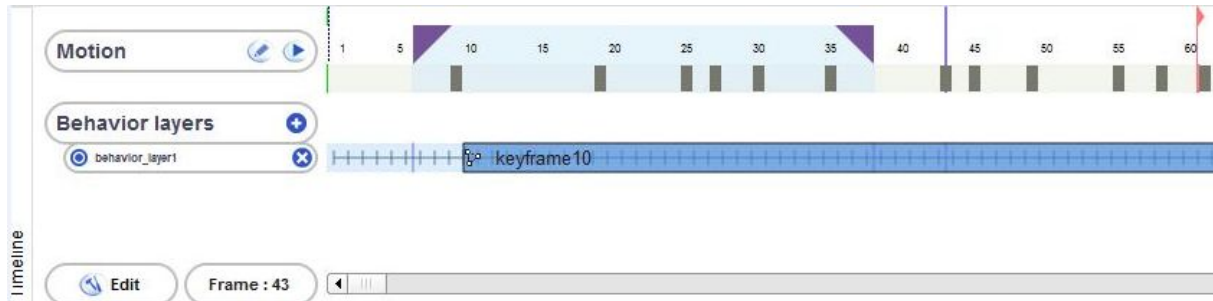 Motion
1 5 10 15 20 25 30 35 40 45 50 55 60
Behavior layers
behavior_layer1
keyframe10
Timeline
Edit
Frame : 43